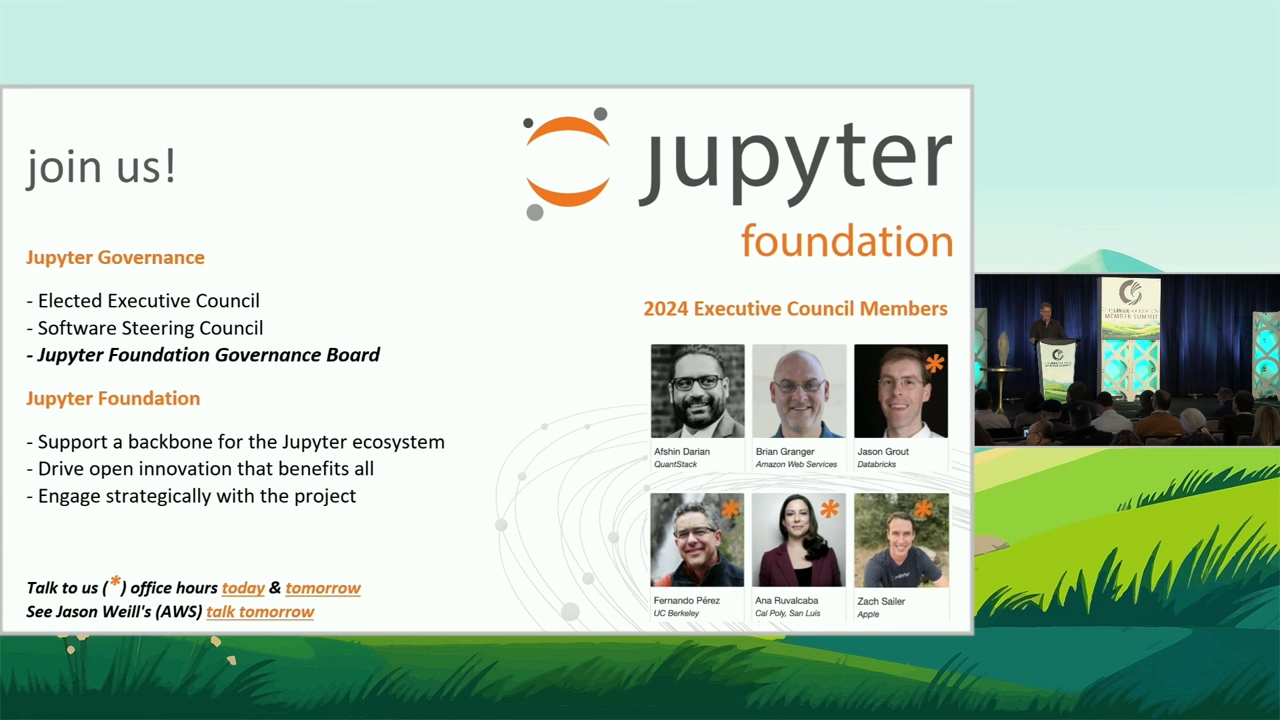 join us!
jupyter
foundation
Jupyter Governance
- Elected Executive Council
- Software Steering Council
- Jupyter Foundation Governance Board
Jupyter Foundation
- Support a backbone for the Jupyter ecosystem
- Drive open innovation that benefits all
- Engage strategically with the project
Talk to us (*) office hours today & tomorrow
See Jason Weill's (AWS) talk tomorrow
2024 Executive Council Members
Afshin Darian
QuantStack
Brian Granger
Amazon Web Services
Jason Grout
Databricks
Fernando Pérez
UC Berkeley
Ana Ruvalcaba
Cal Poly, San Luis
Zach Sailer
Apple
MEMBER SUMMIT